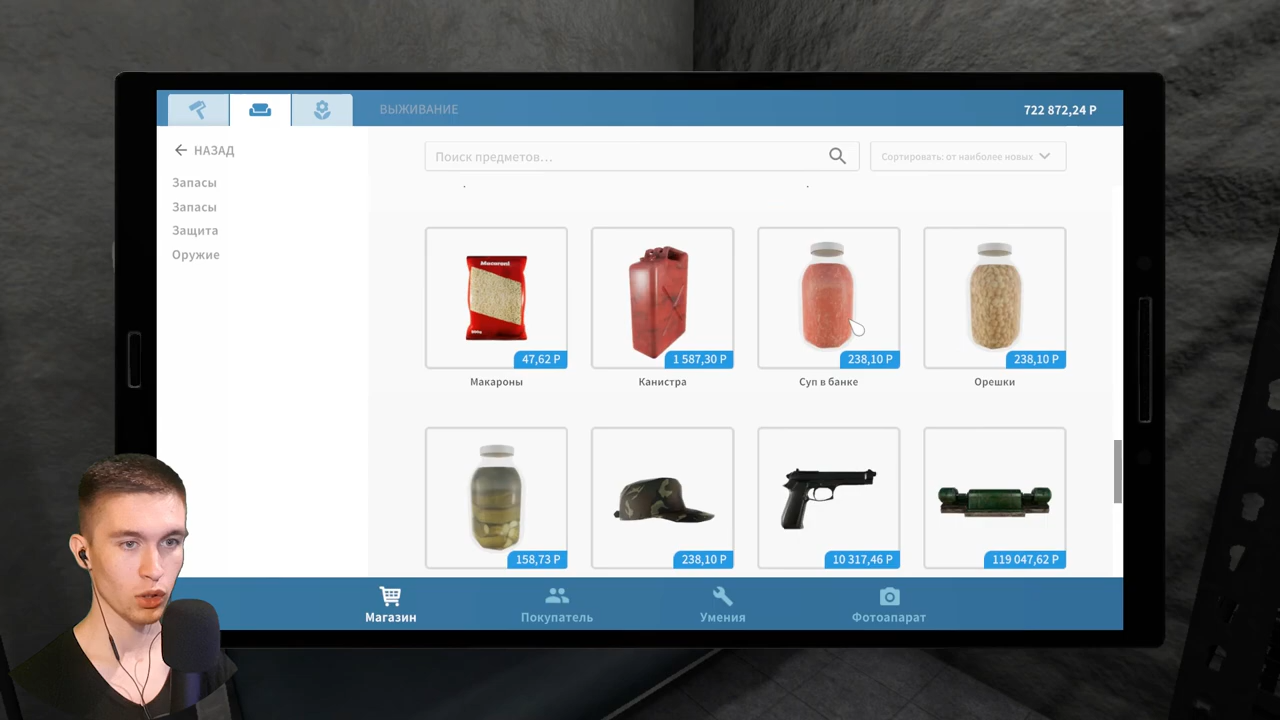 ВЫЖИВАНИЕ
722 872,24 Р
НАЗАД
Поиск предметов...
Сортировать: от наиболее новых
Запасы
Запасы
Защита
Оружие
Macaroni
47,62 Р
1 587,30 Р
238,10 Р
238,10 Р
Макароны
Канистра
Суп в банке
Орешки
158,73 Р
238,10 Р
10 317,46 Р
119 047,62 Р
Магазин
Покупатель
Умения
Фотоаппарат